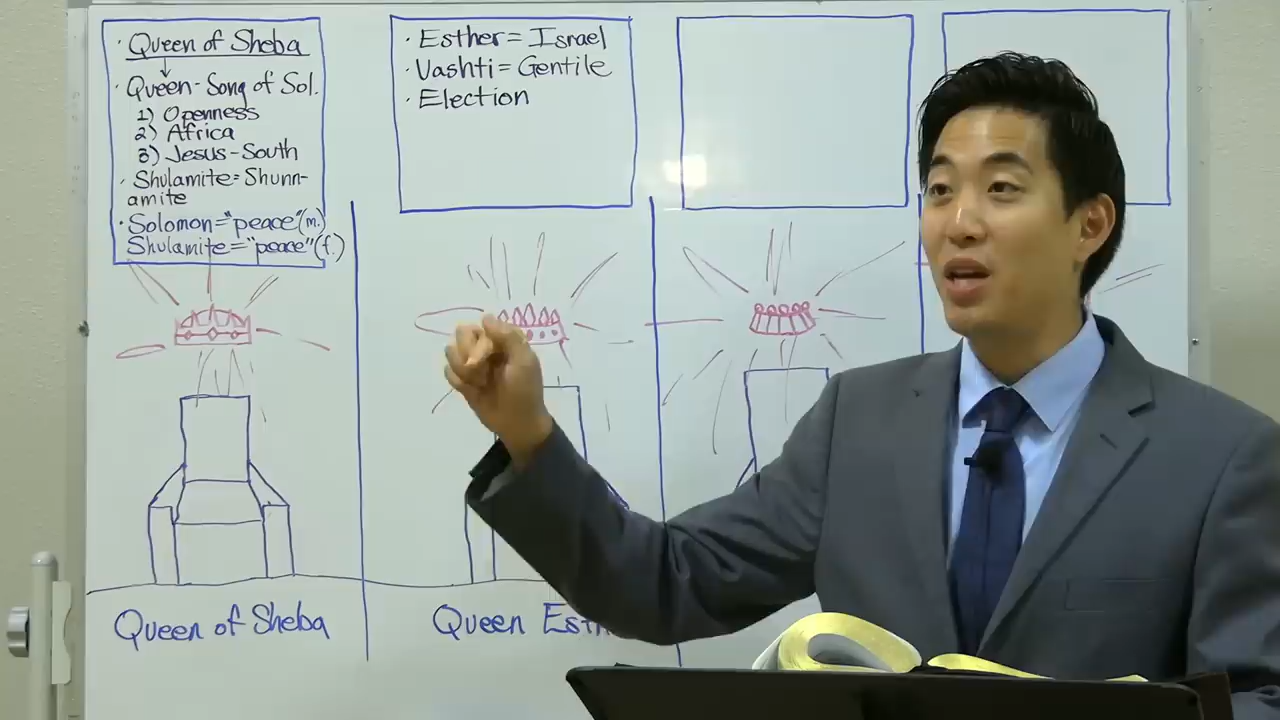 · Queen of Sheba
· Queen-Song of Sol.
1) Openness
2) Africa
3) Jesus-South
· Shulamite=Shunn-
amite
· Solomon="peace"(m.)
Shulamite="peace"(f.)
· Esther=Israel
· Vashti=Gentile
· Election
Queen of Sheba
Queen Esth